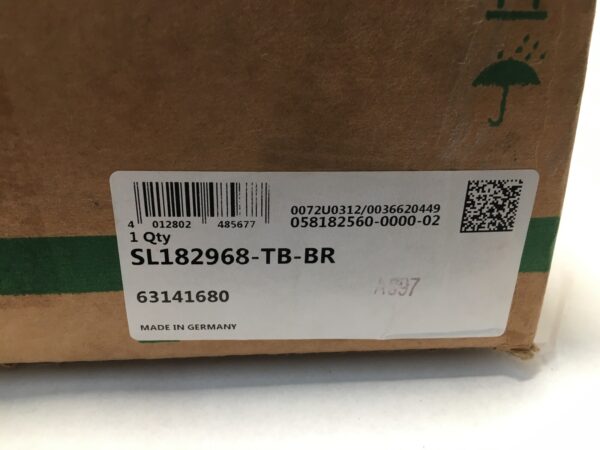 4 012802 485677
0072U0312/0036620449
058182560-0000-02
1 Qty
SL182968-TB-BR
63141680
AS97
MADE IN GERMANY